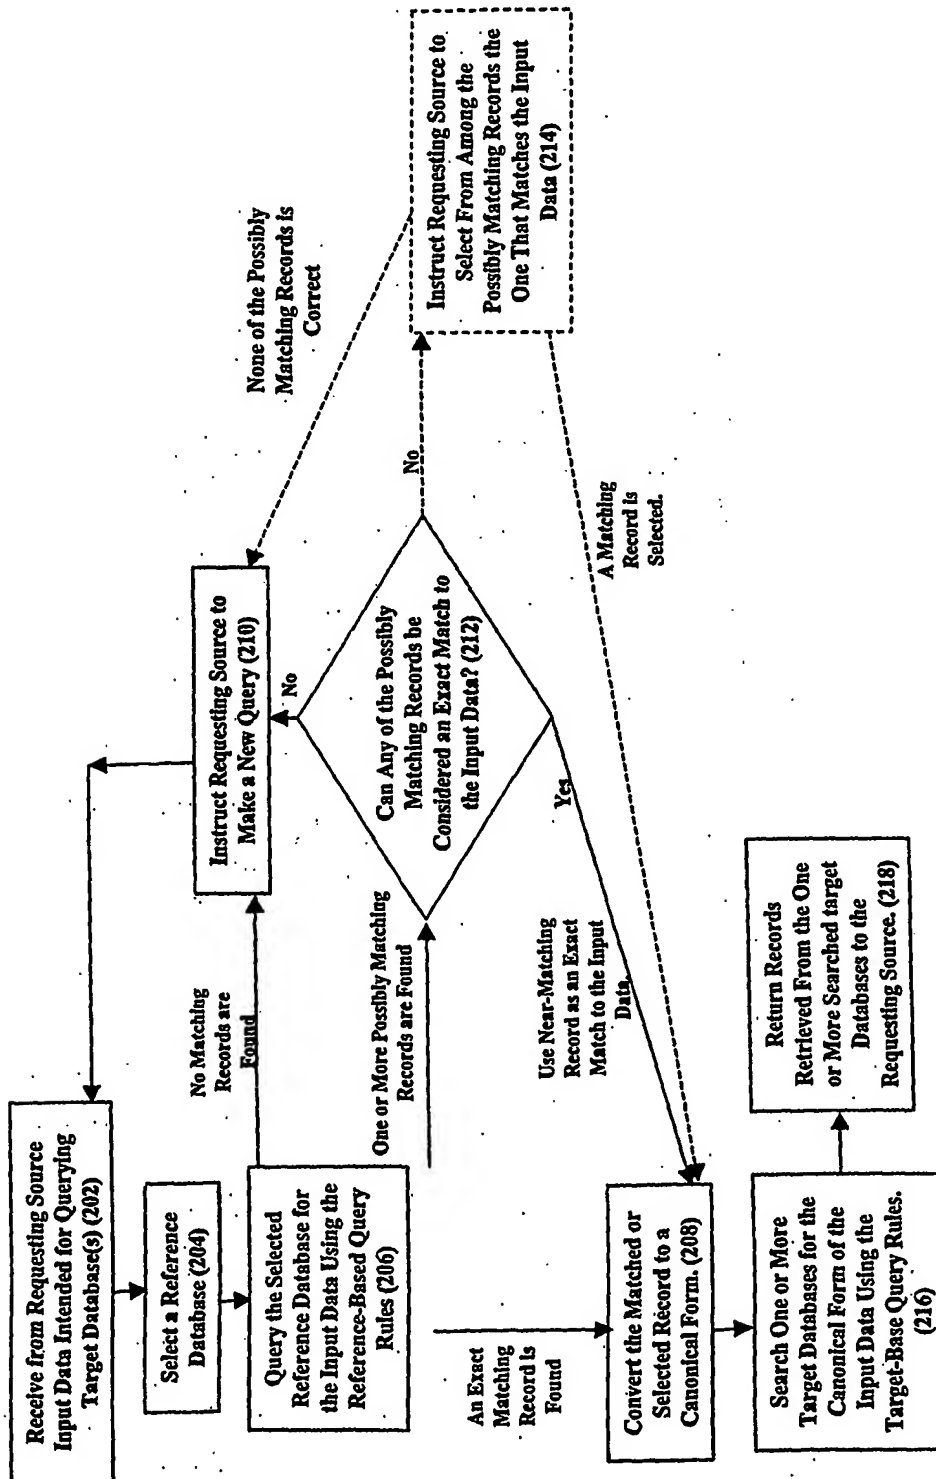 Receive from Requesting Source
Input Data Intended for Querying
Target Database(s) (202)
Select a Reference
Database (204)
Query the Selected
Reference Database for
the Input Data Using the
Reference-Based Query
Rules (206)
No Matching
Records are
Found
Instruct Requesting Source to
Make a New Query (210)
One or More Possibly Matching
Records are Found
Can Any of the Possibly
Matching Records be
Considered an Exact Match to
the Input Data? (212)
No
No
Yes
None of the Possibly
Matching Records is
Correct
Instruct Requesting Source to
Select From Among the
Possibly Matching Records the
One That Matches the Input
Data (214)
A Matching
Record is
Selected.
Use Near-Matching
Record as an Exact
Match to the Input
Data.
An Exact
Matching
Record is
Found
Convert the Matched or
Selected Record to a
Canonical Form. (208)
Search One or More
Target Databases for the
Canonical Form of the
Input Data Using the
Target-Base Query Rules.
(216)
Return Records
Retrieved From the One
or More Searched target
Databases to the
Requesting Source. (218)